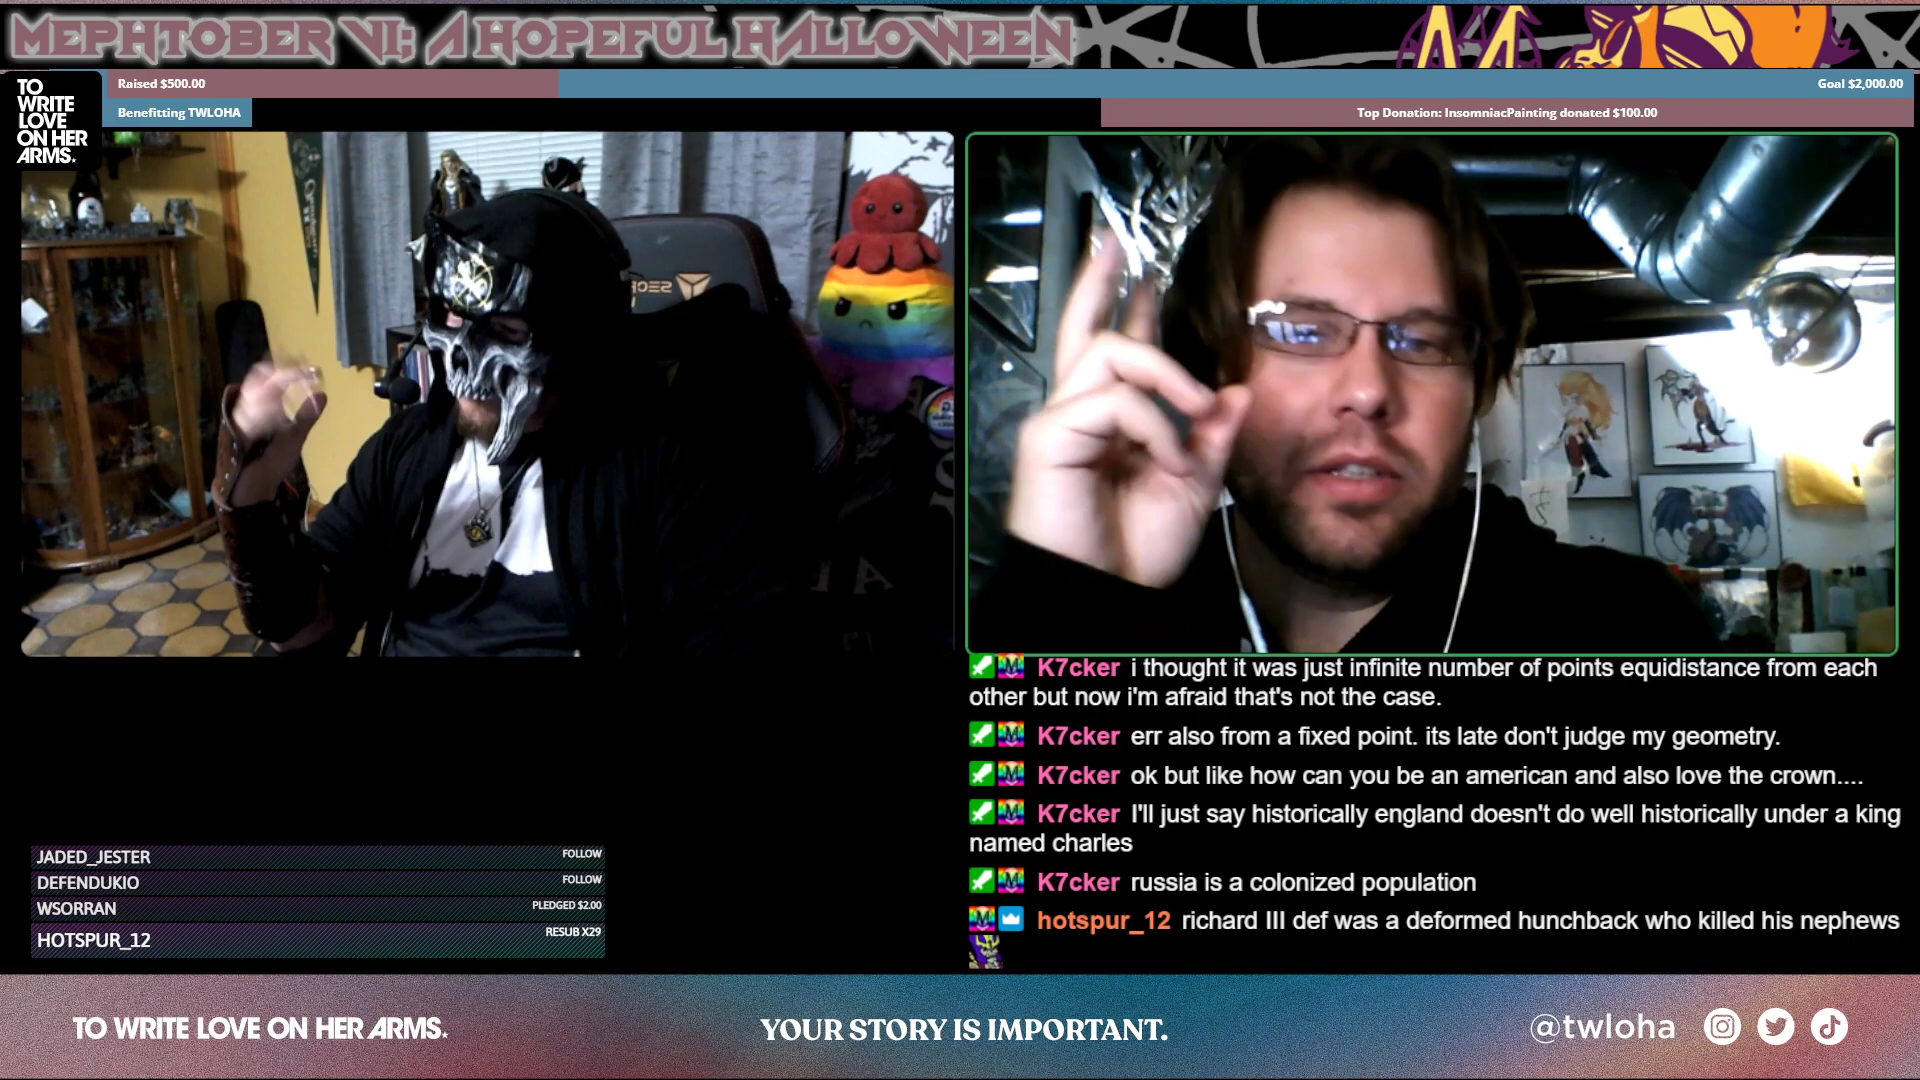 MEPHTOBER VI: A HOPEFUL HALLOWEEN
TO
WRITE
LOVE
ON HER
ARMS.
Raised $500.00
Goal $2,000.00
Benefitting TWLOHA
Top Donation: InsomniacPainting donated $100.00
K7cker i thought it was just infinite number of points equidistance from each
other but now i'm afraid that's not the case.
K7cker err also from a fixed point. its late don't judge my geometry.
K7cker ok but like how can you be an american and also love the crown....
K7cker I'll just say historically england doesn't do well historically under a king
named charles
K7cker russia is a colonized population
hotspur_12 richard III def was a deformed hunchback who killed his nephews
JADED_JESTER FOLLOW
DEFENDUKIO FOLLOW
WSORRAN PLEDGED $2.00
HOTSPUR_12 RESUB X29
TO WRITE LOVE ON HER ARMS.
YOUR STORY IS IMPORTANT.
@twloha